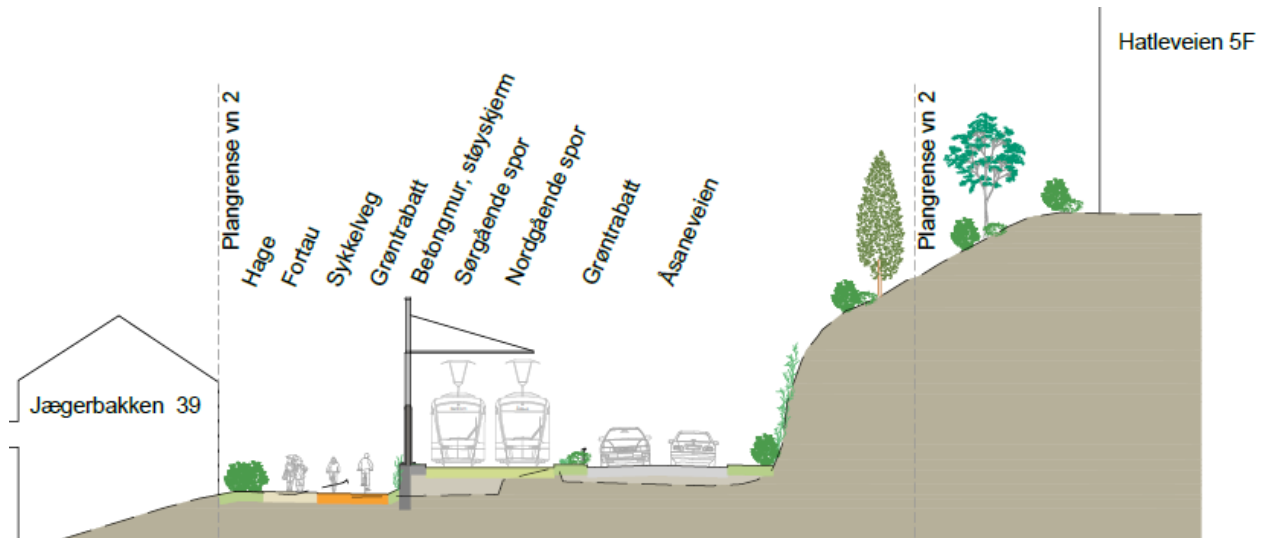 Hatleveien 5F
Plangrense vn 2
Hage
Fortau
Sykkelveg
Grøntrabatt
Betongmur, støyskjerm
Sørgående spor
Nordgående spor
Grøntrabatt
Åsaneveien
Plangrense vn 2
Jægerbakken 39